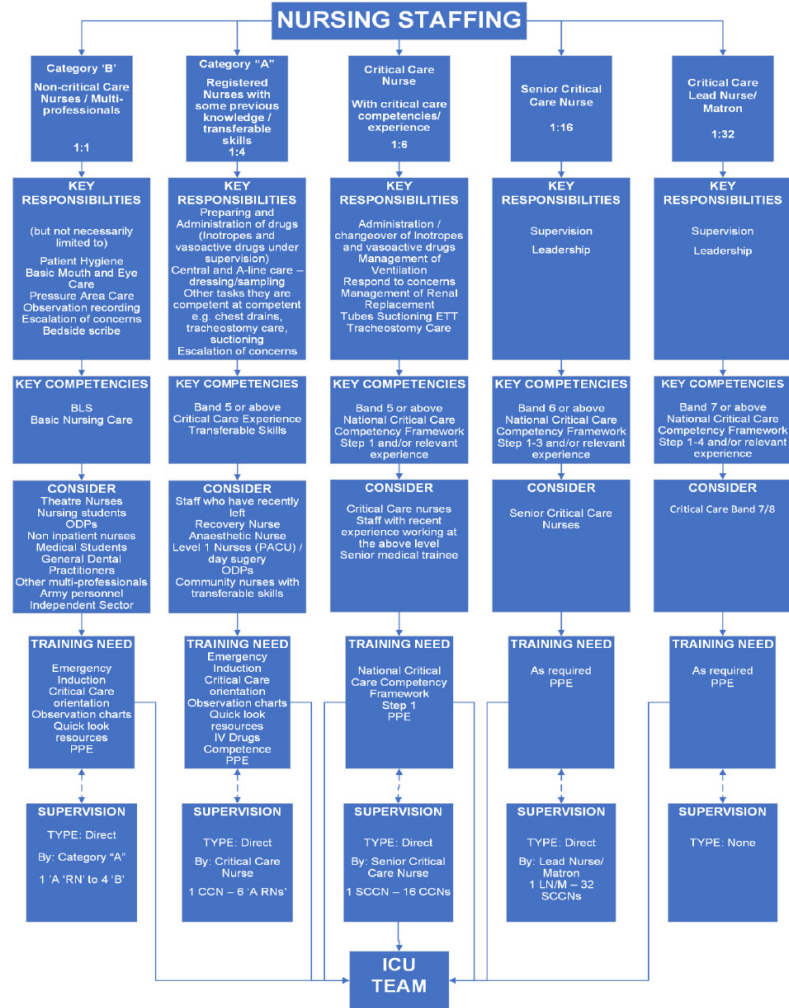 NURSING STAFFING
Category ‘B’
Non-critical Care
Nurses / Multi-
professionals
1:1
KEY
RESPONSIBILITIES
(but not necessarily
limited to)
Patient Hygiene
Basic Mouth and Eye
Care
Pressure Area Care
Observation recording
Escalation of concerns
Bedside scribe
KEY COMPETENCIES
BLS
Basic Nursing Care
CONSIDER
Theatre Nurses
Nursing students
ODPs
Non inpatient nurses
Medical Students
General Dental
Practitioners
Other multi-professionals
Army personnel
Independent Sector
TRAINING NEED
Emergency
Induction
Critical Care
orientation
Observation charts
Quick look
resources
PPE
SUPERVISION
TYPE: Direct
By: Category “A”
1 ‘A ‘RN’ to 4 ‘B’
Category “A”
Registered
Nurses with
some previous
knowledge /
transferable
skills
1:4
KEY
RESPONSIBILITIES
Preparing and
Administration of drugs
(Inotropes and
vasoactive drugs under
supervision)
Central and A-line care –
dressing/sampling
Other tasks they are
competent at competent
e.g. chest drains,
tracheostomy care,
suctioning
Escalation of concerns
KEY COMPETENCIES
Band 5 or above
Critical Care Experience
Transferable Skills
CONSIDER
Staff who have recently
left
Recovery Nurse
Anaesthetic Nurse
Level 1 Nurses (PACU) /
day sugery
ODPs
Community nurses with
transferable skills
TRAINING NEED
Emergency
Induction
Critical Care
orientation
Observation charts
Quick look
resources
IV Drugs
Competence
PPE
SUPERVISION
TYPE: Direct
By: Critical Care
Nurse
1 CCN – 6 ‘A RNs’
Critical Care
Nurse
With critical care
competencies/
experience
1:6
KEY
RESPONSIBILITIES
Administration /
changeover of Inotropes
and vasoactive drugs
Management of
Ventilation
Respond to concerns
Management of Renal
Replacement
Tubes Suctioning ETT
Tracheostomy Care
KEY COMPETENCIES
Band 5 or above
National Critical Care
Competency Framework
Step 1 and/or relevant
experience
CONSIDER
Critical Care nurses
Staff with recent
experience working at
the above level
Senior medical trainee
TRAINING NEED
National Critical
Care Competency
Framework
Step 1
PPE
SUPERVISION
TYPE: Direct
By: Senior Critical
Care Nurse
1 SCCN – 16 CCNs
Senior Critical
Care Nurse
1:16
KEY
RESPONSIBILITIES
Supervision
Leadership
KEY COMPETENCIES
Band 6 or above
National Critical Care
Competency Framework
Step 1-3 and/or relevant
experience
CONSIDER
Senior Critical Care
Nurses
TRAINING NEED
As required
PPE
SUPERVISION
TYPE: Direct
By: Lead Nurse/
Matron
1 LN/M – 32
SCCNs
Critical Care
Lead Nurse/
Matron
1:32
KEY
RESPONSIBILITIES
Supervision
Leadership
KEY COMPETENCIES
Band 7 or above
National Critical Care
Competency Framework
Step 1-4 and/or relevant
experience
CONSIDER
Critical Care Band 7/8
TRAINING NEED
As required
PPE
SUPERVISION
TYPE: None
ICU
TEAM